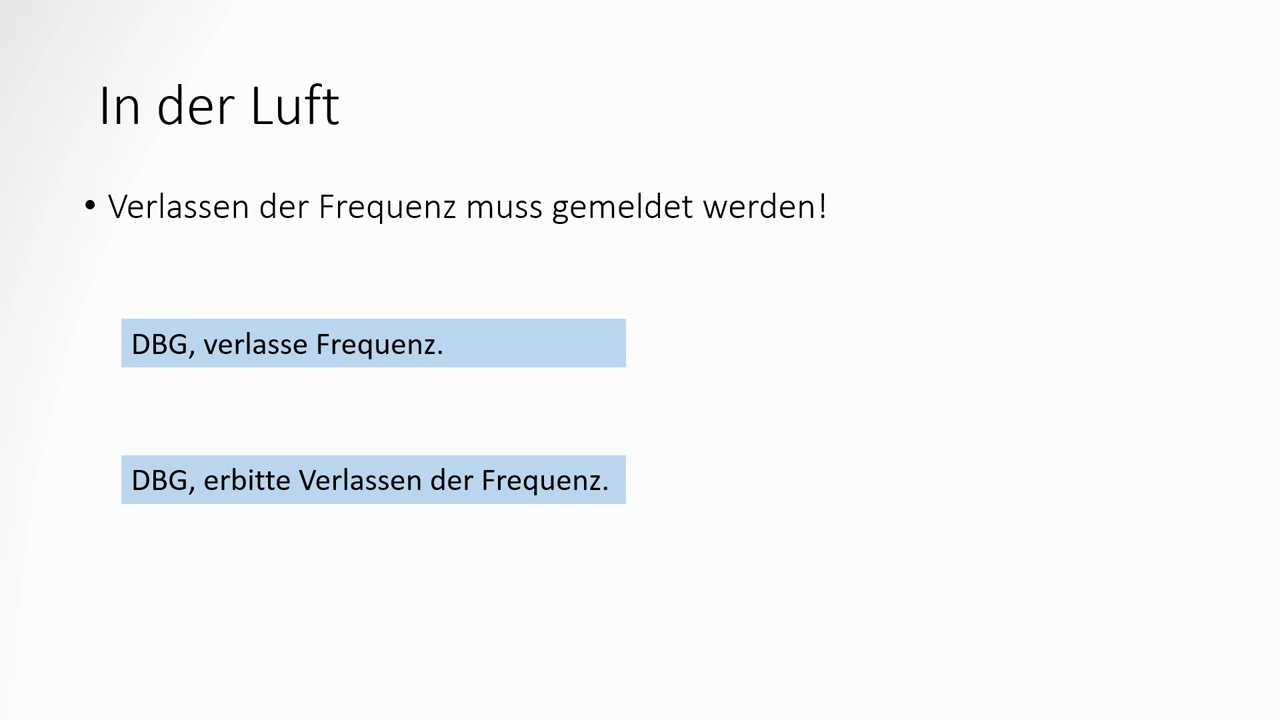 In der Luft
• Verlassen der Frequenz muss gemeldet werden!
DBG, verlasse Frequenz.
DBG, erbitte Verlassen der Frequenz.